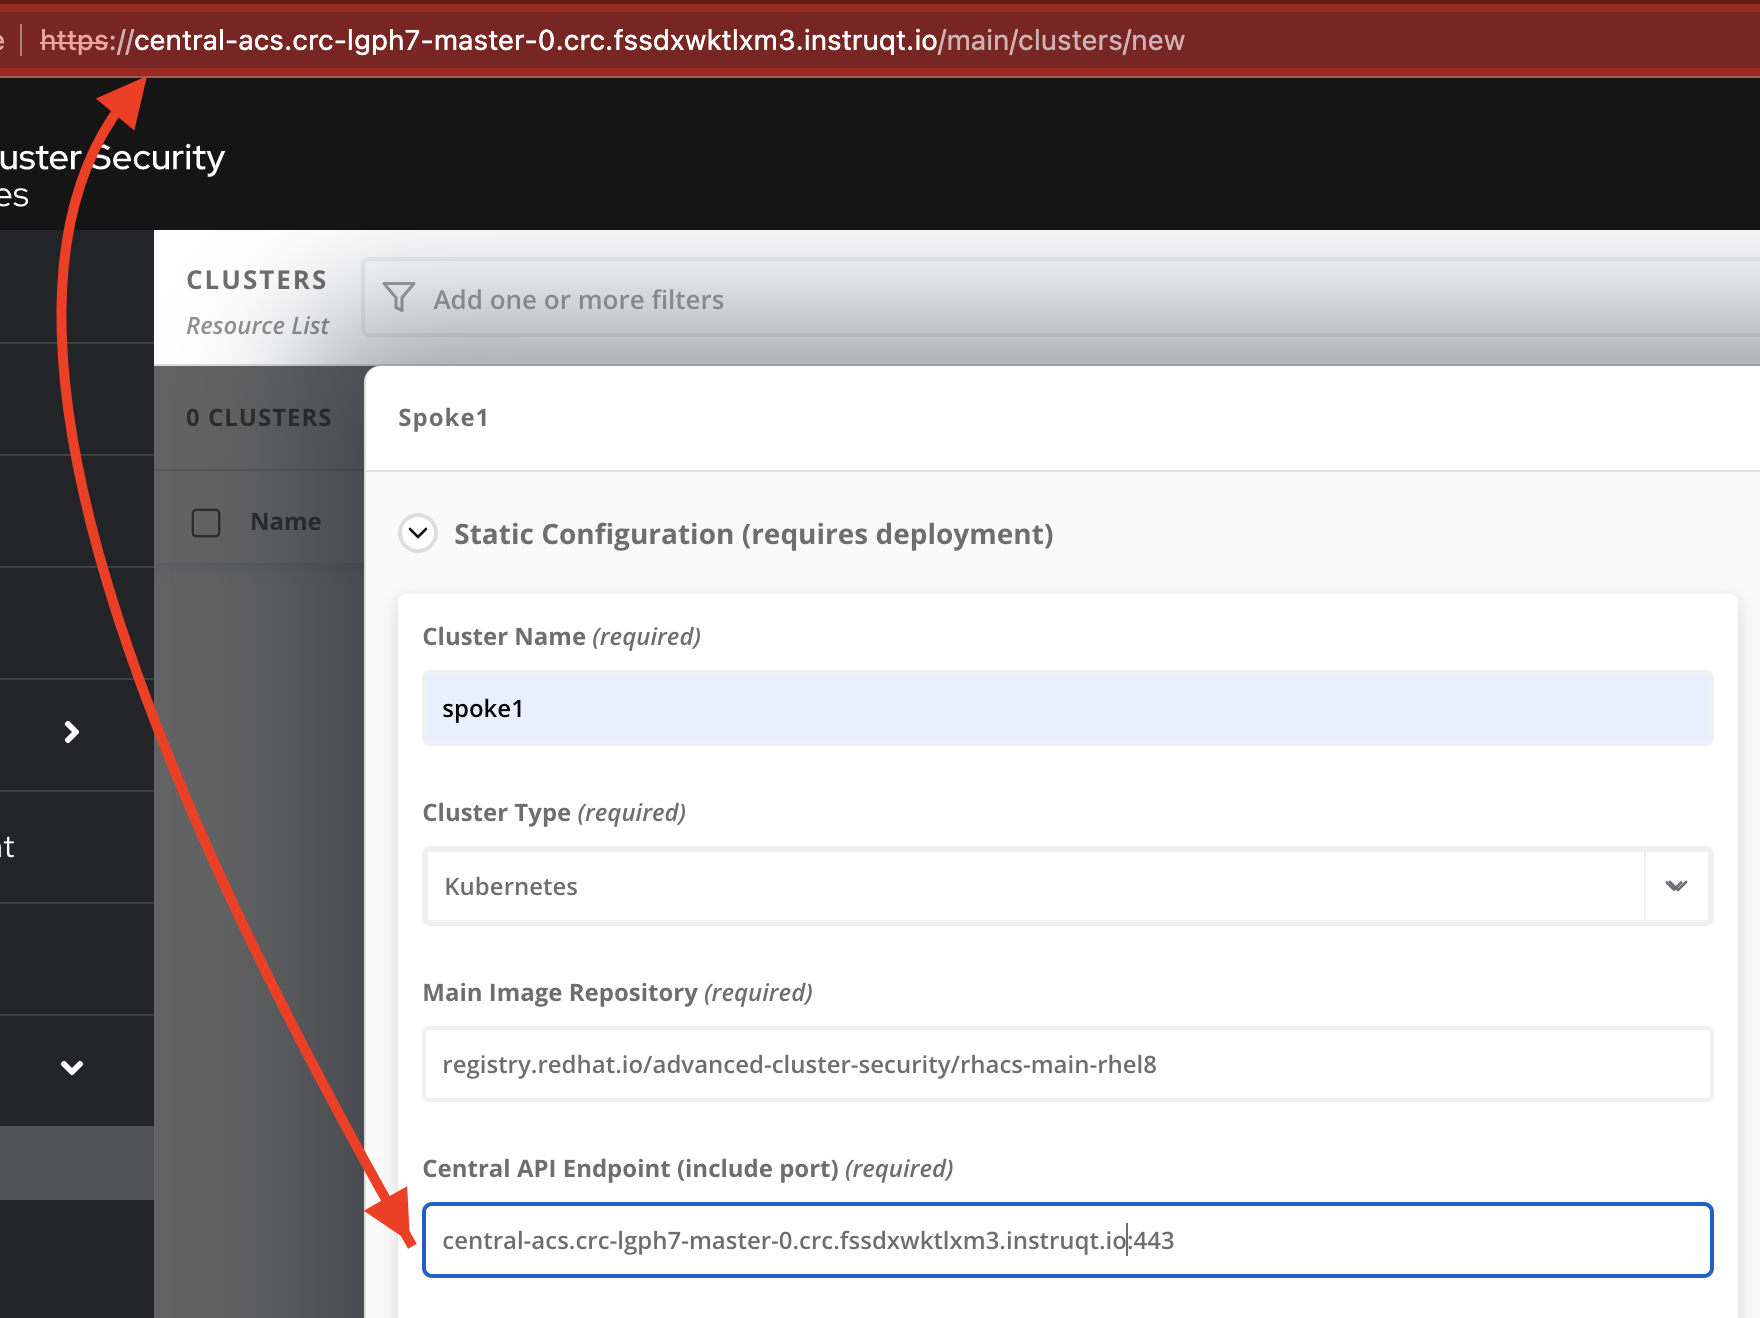 https://central-acs.crc-lgph7-master-0.crc.fssdxwktlxm3.instruqt.io/main/clusters/new
uster Security
es
CLUSTERS
Resource List
Add one or more filters
0 CLUSTERS
Spoke1
Name
Static Configuration (requires deployment)
Cluster Name (required)
spoke1
Cluster Type (required)
Kubernetes
Main Image Repository (required)
registry.redhat.io/advanced-cluster-security/rhacs-main-rhel8
Central API Endpoint (include port) (required)
central-acs.crc-lgph7-master-0.crc.fssdxwktlxm3.instruqt.io:443